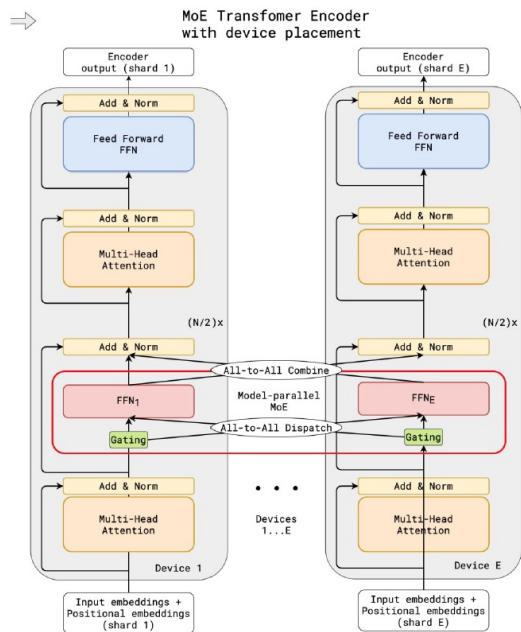 MoE Transfomer Encoder
with device placement
Encoder
output (shard 1)
Add & Norm
Feed Forward
FFN
Add & Norm
Multi-Head
Attention
(N/2)x
Add & Norm
FFN1
Gating
Add & Norm
Multi-Head
Attention
Device 1
Input embeddings +
Positional embeddings
(shard 1)
All-to-All Combine
Model-parallel
MoE
All-to-All Dispatch
Devices
1...E
Encoder
output (shard E)
Add & Norm
Feed Forward
FFN
Add & Norm
Multi-Head
Attention
(N/2)x
Add & Norm
FFNE
Gating
Add & Norm
Multi-Head
Attention
Device E
Input embeddings +
Positional embeddings
(shard E)